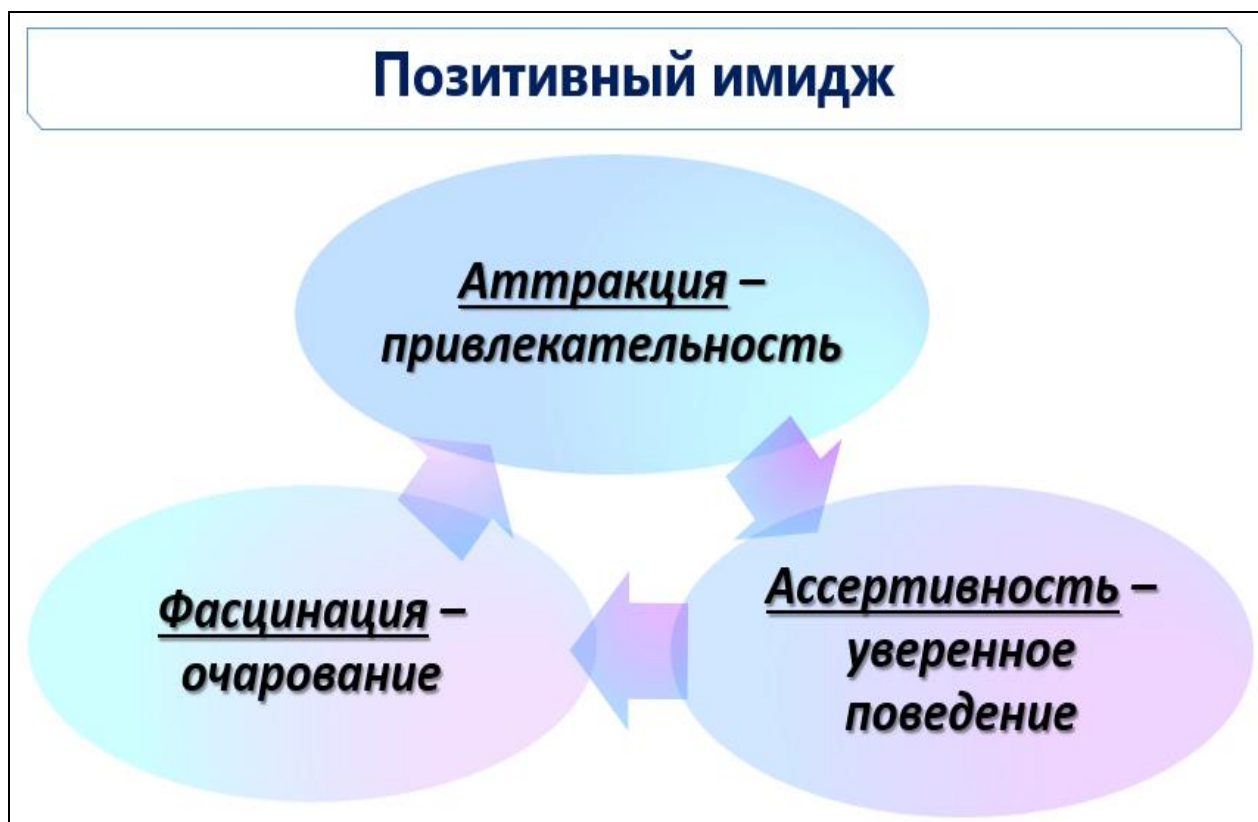 Позитивный имидж
Аттракция –
привлекательность
Фасцинация –
очарование
Ассертивность –
уверенное
поведение